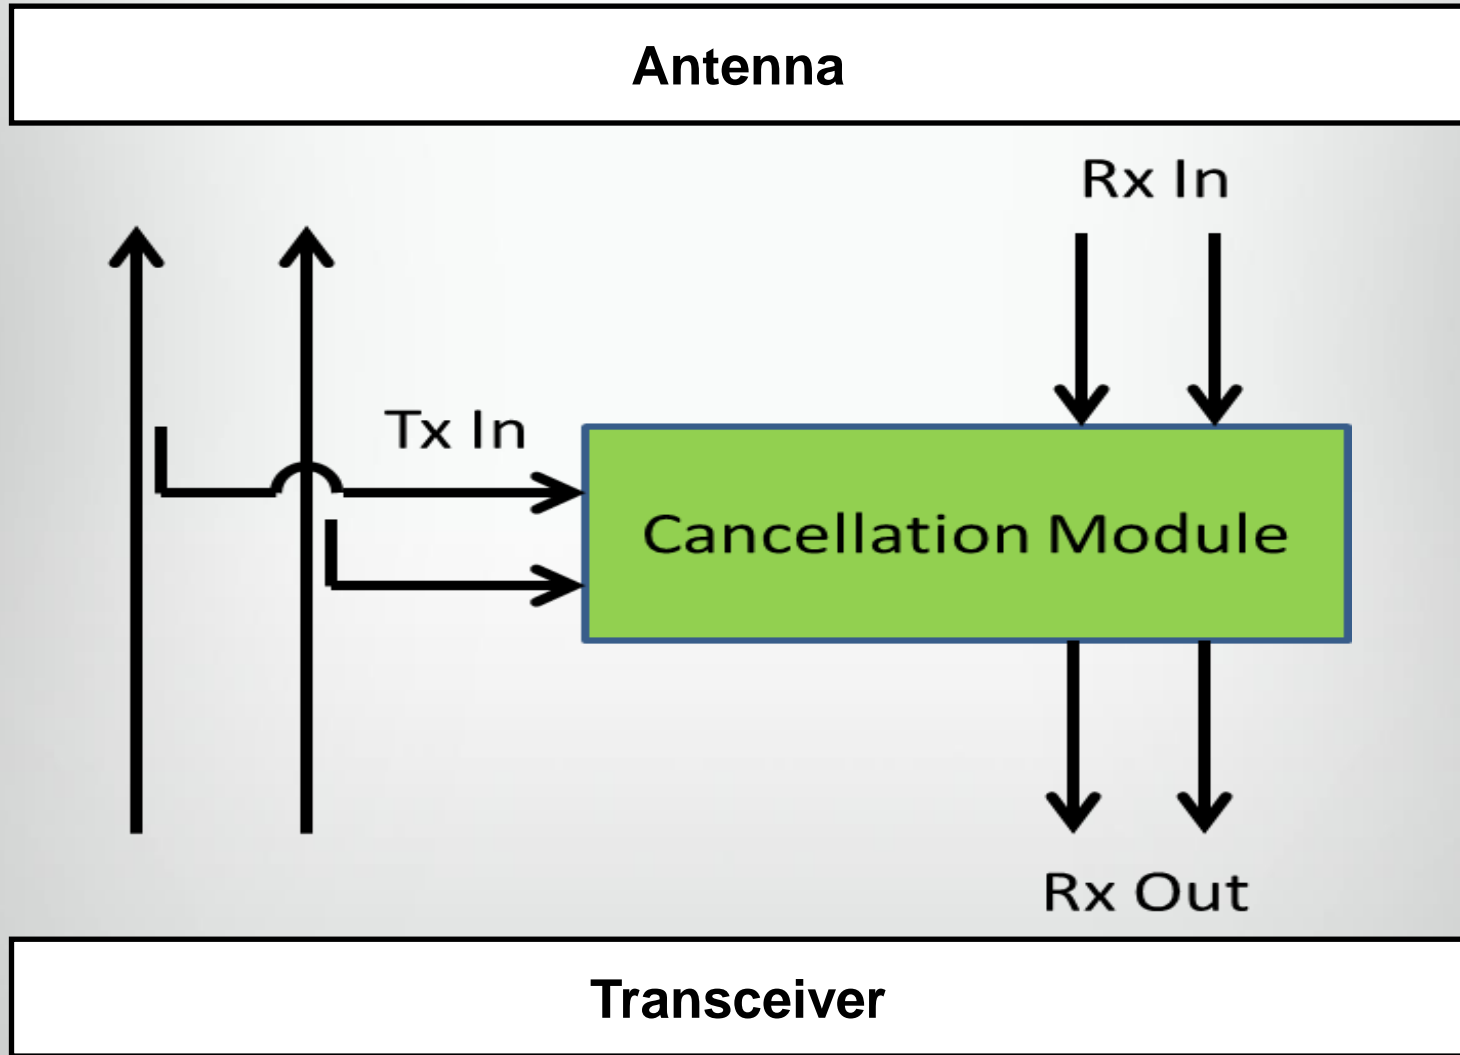 Antenna
Rx In
Tx In
Cancellation Module
Rx Out
Transceiver